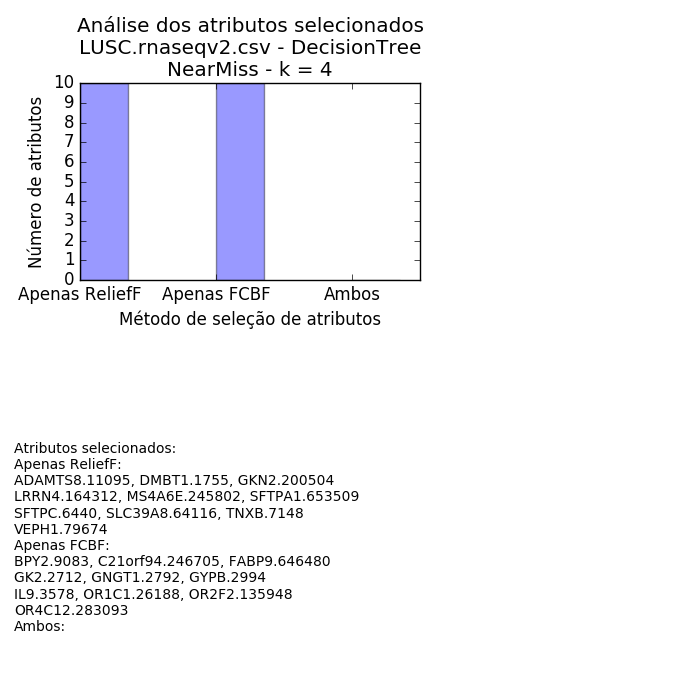 Análise dos atributos selecionados
LUSC.rnaseqv2.csv - DecisionTree
NearMiss - k = 4
10
9
8
7
6
5
4
3
2
1
0
Número de atributos
Apenas ReliefF Apenas FCBF Ambos
Método de seleção de atributos
Atributos selecionados:
Apenas ReliefF:
ADAMTS8.11095, DMBT1.1755, GKN2.200504
LRRN4.164312, MS4A6E.245802, SFTPA1.653509
SFTPC.6440, SLC39A8.64116, TNXB.7148
VEPH1.79674
Apenas FCBF:
BPY2.9083, C21orf94.246705, FABP9.646480
GK2.2712, GNGT1.2792, GYPB.2994
IL9.3578, OR1C1.26188, OR2F2.135948
OR4C12.283093
Ambos: